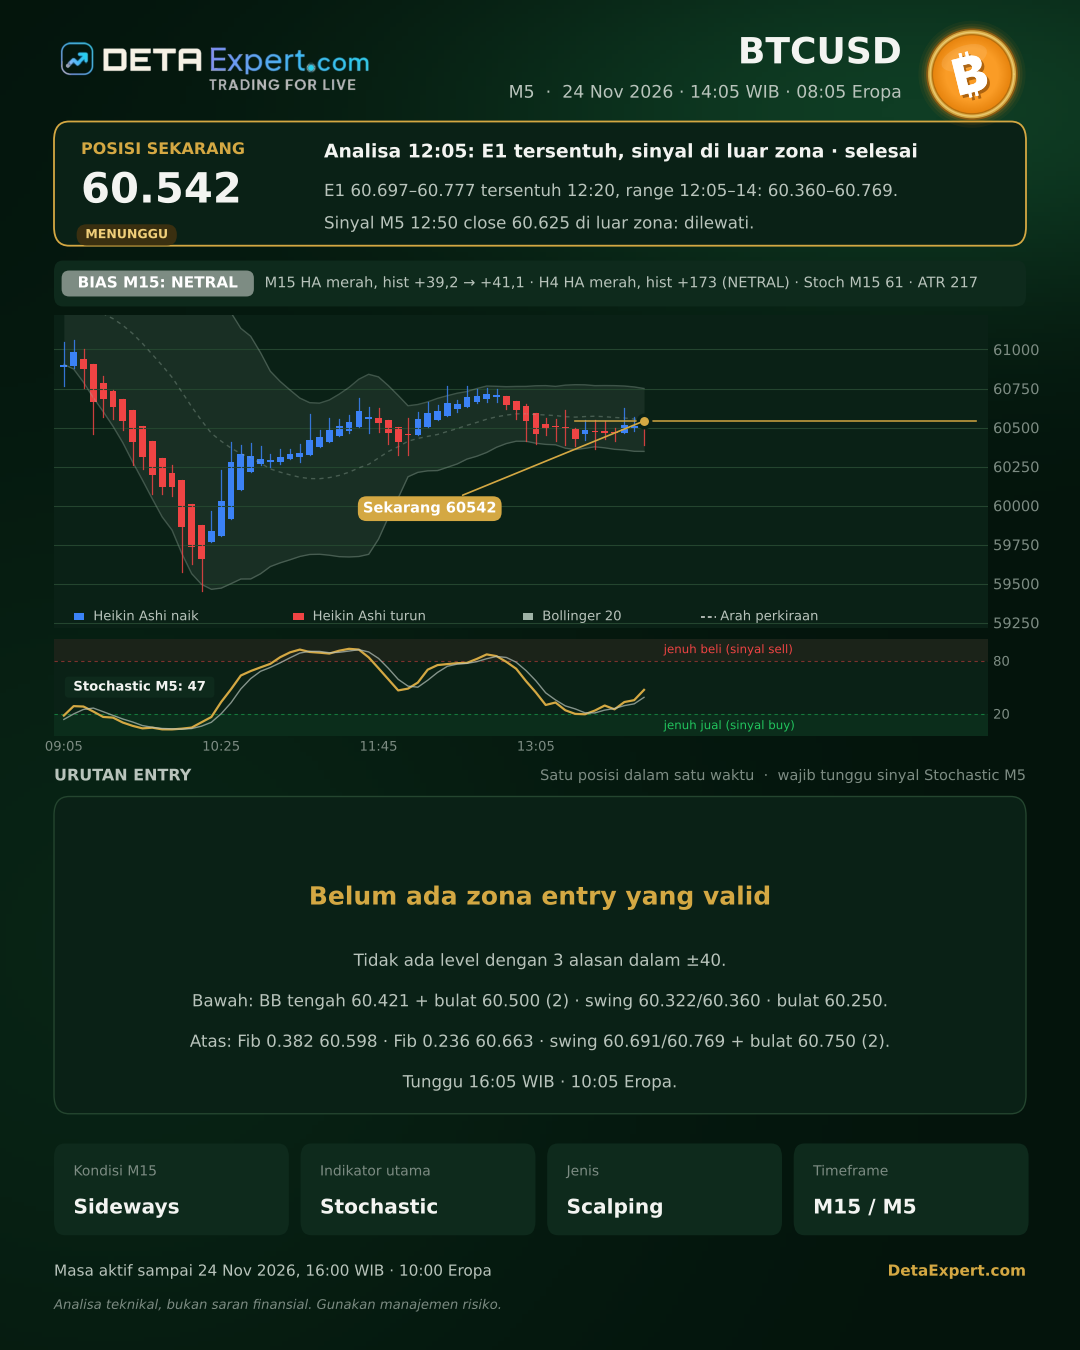 DETA Expert.com
TRADING FOR LIVE
BTCUSD
M5 · 24 Nov 2026 · 14:05 WIB · 08:05 Eropa
POSISI SEKARANG
60.542
MENUNGGU
Analisa 12:05: E1 tersentuh, sinyal di luar zona · selesai
E1 60.697–60.777 tersentuh 12:20, range 12:05–14: 60.360–60.769.
Sinyal M5 12:50 close 60.625 di luar zona: dilewati.
BIAS M15: NETRAL
M15 HA merah, hist +39,2 → +41,1 · H4 HA merah, hist +173 (NETRAL) · Stoch M15 61 · ATR 217
61000
60750
60500
60250
60000
59750
59500
59250
Sekarang 60542
Heikin Ashi naik
Heikin Ashi turun
Bollinger 20
Arah perkiraan
jenuh beli (sinyal sell)
80
Stochastic M5: 47
20
jenuh jual (sinyal buy)
09:05
10:25
11:45
13:05
URUTAN ENTRY
Satu posisi dalam satu waktu · wajib tunggu sinyal Stochastic M5
Belum ada zona entry yang valid
Tidak ada level dengan 3 alasan dalam ±40.
Bawah: BB tengah 60.421 + bulat 60.500 (2) · swing 60.322/60.360 · bulat 60.250.
Atas: Fib 0.382 60.598 · Fib 0.236 60.663 · swing 60.691/60.769 + bulat 60.750 (2).
Tunggu 16:05 WIB · 10:05 Eropa.
Kondisi M15
Sideways
Indikator utama
Stochastic
Jenis
Scalping
Timeframe
M15 / M5
Masa aktif sampai 24 Nov 2026, 16:00 WIB · 10:00 Eropa
DetaExpert.com
Analisa teknikal, bukan saran finansial. Gunakan manajemen risiko.